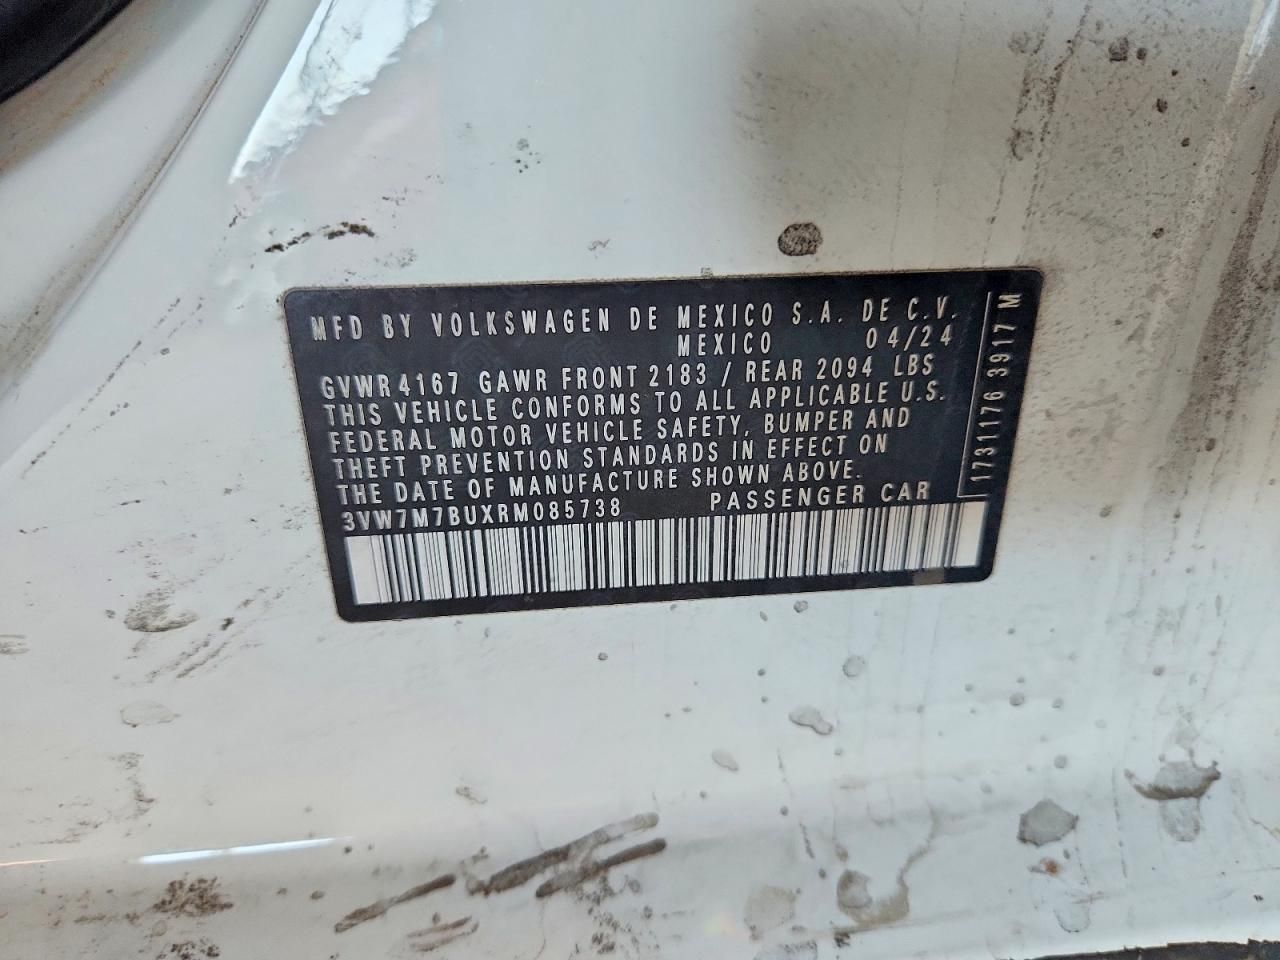 MFD BY VOLKSWAGEN DE MEXICO S.A. DE C.V.
MEXICO 04/24
GVWR 4167 GAWR FRONT 2183 / REAR 2094 LBS
THIS VEHICLE CONFORMS TO ALL APPLICABLE U.S.
FEDERAL MOTOR VEHICLE SAFETY, BUMPER AND
THEFT PREVENTION STANDARDS IN EFFECT ON
THE DATE OF MANUFACTURE SHOWN ABOVE.
3VW7M7BUXRM085738 PASSENGER CAR
1731176 3917 M